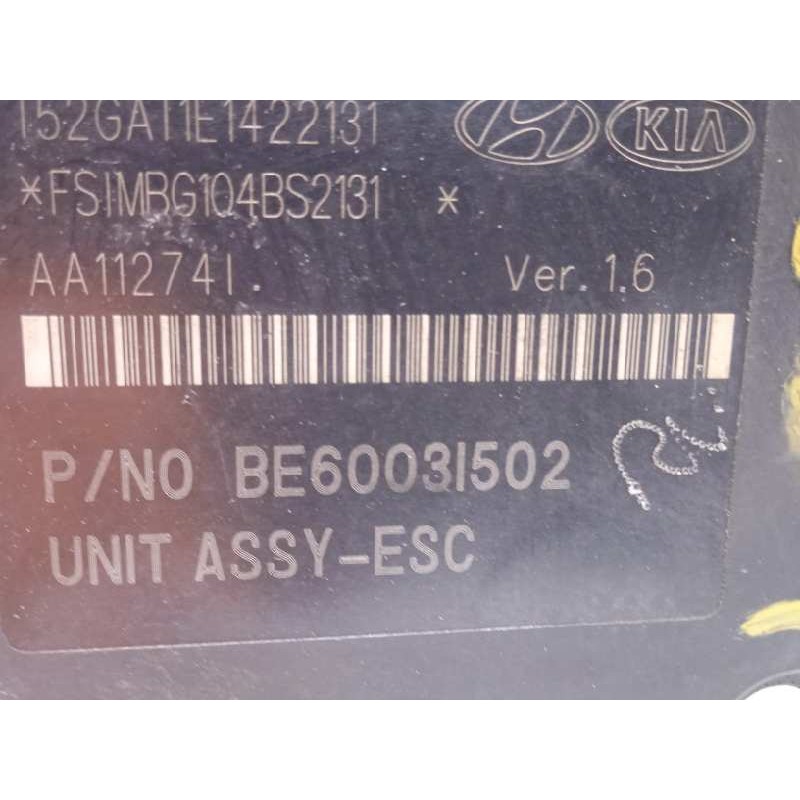 152GAT1E1422131
KIA
*FSIMBG104BS2131 *
AA112741.
Ver. 1.6
P/NO BE6003I502
UNIT ASSY-ESC